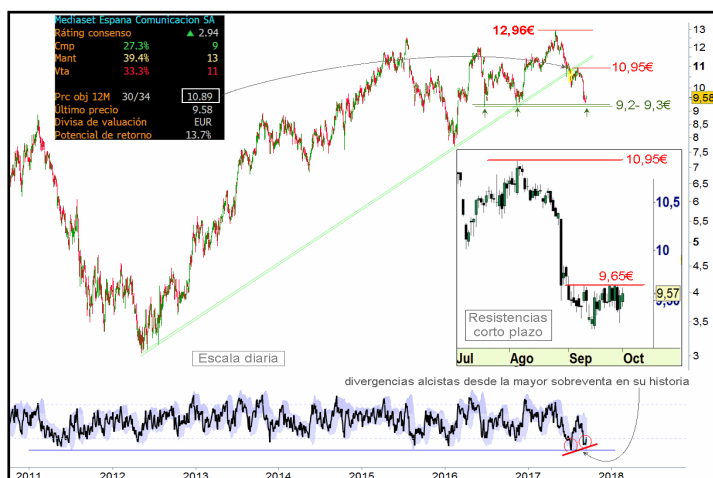 Mediaset Espana Comunicacion SA
Ráting consenso ▲ 2.94
Cmp 27.3% 9
Mant 39.4% 13
Vta 33.3% 11
Prc obj 12M 30/34 10.89
Último precio 9.58
Divisa de valuación EUR
Potencial de retorno 13.7%
12,96€
10,95€
9,2- 9,3€
13
12
11
10
9,58
9
8,5
8
7,5
7
6,5
6
5,5
5
4,5
4
3,5
3
10,95€
10,5
10
9,65€
9,57
Resistencias
corto plazo
Jul Ago Sep Oct
Escala diaria
divergencias alcistas desde la mayor sobreventa en su historia
2011 2012 2013 2014 2015 2016 2017 2018